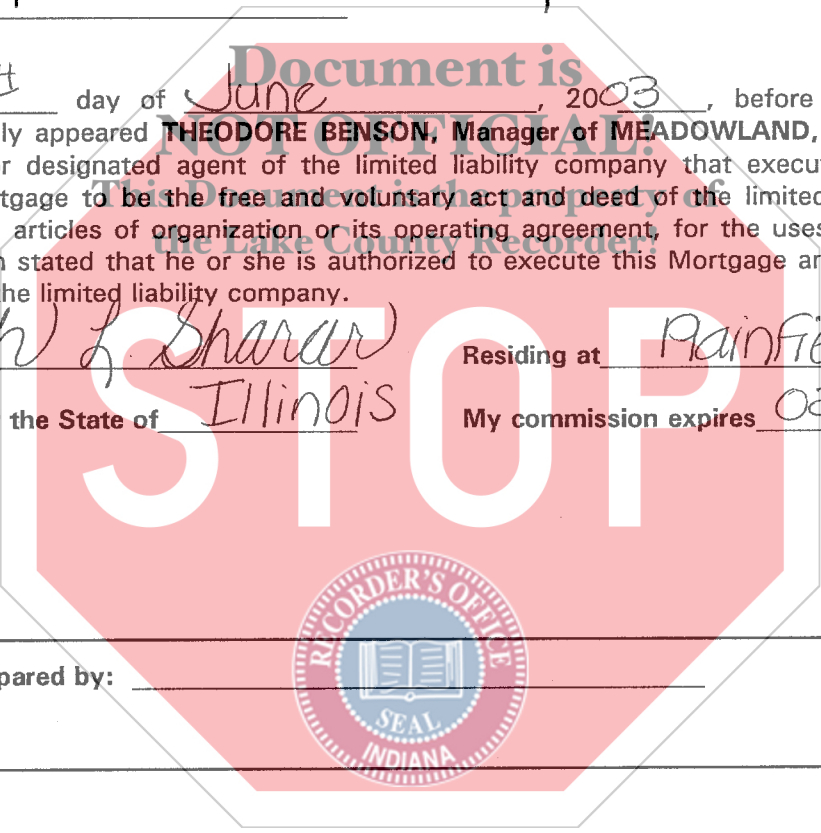 Document is
day of June, 2003, before
NOT OFFICIAL!
ly appeared THEODORE BENSON, Manager of MEADOWLAND,
r designated agent of the limited liability company that execu
This Document is the property of
tgage to be the free and voluntary act and deed of the limited
articles of organization or its operating agreement, for the uses
the Lake County Recorder!
n stated that he or she is authorized to execute this Mortgage an
he limited liability company.
L. Sharar Residing at Plainfie
the State of Illinois My commission expires 02
STOP
RECORDER'S OFFICE
pared by:
SEAL
INDIANA